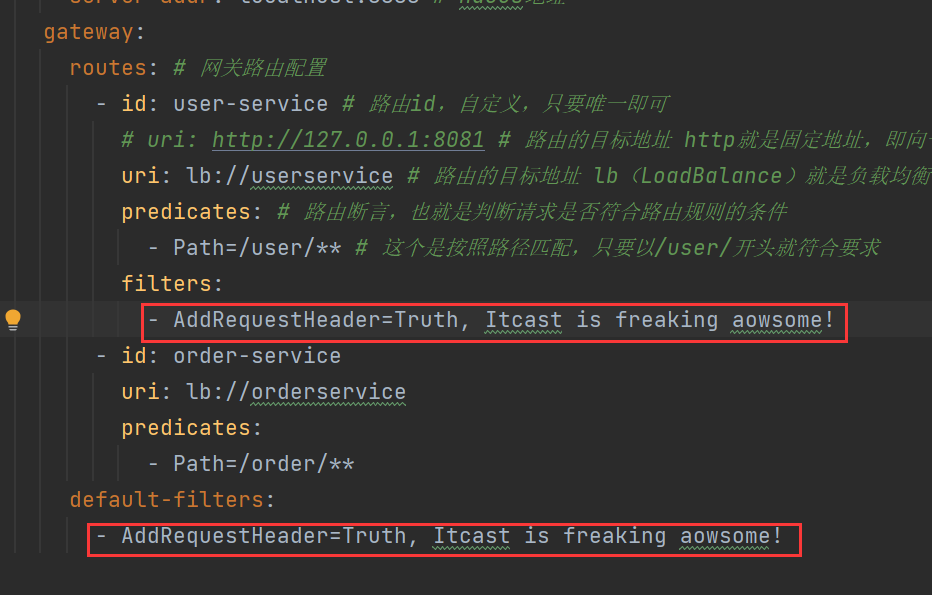 gateway:
routes: # 网关路由配置
- id: user-service # 路由id，自定义，只要唯一即可
# uri: http://127.0.0.1:8081 # 路由的目标地址 http就是固定地址，即向
uri: lb://userservice # 路由的目标地址 lb（LoadBalance）就是负载均衡
predicates: # 路由断言，也就是判断请求是否符合路由规则的条件
- Path=/user/** # 这个是按照路径匹配，只要以/user/开头就符合要求
filters:
- AddRequestHeader=Truth, Itcast is freaking aowsome!
- id: order-service
uri: lb://orderservice
predicates:
- Path=/order/**
default-filters:
- AddRequestHeader=Truth, Itcast is freaking aowsome!